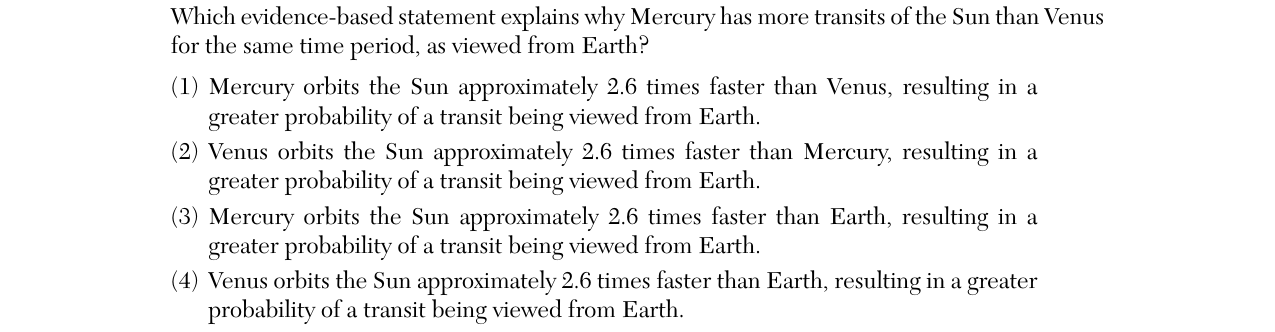 Which evidence-based statement explains why Mercury has more transits of the Sun than Venus
for the same time period, as viewed from Earth?
(1) Mercury orbits the Sun approximately 2.6 times faster than Venus, resulting in a
greater probability of a transit being viewed from Earth.
(2) Venus orbits the Sun approximately 2.6 times faster than Mercury, resulting in a
greater probability of a transit being viewed from Earth.
(3) Mercury orbits the Sun approximately 2.6 times faster than Earth, resulting in a
greater probability of a transit being viewed from Earth.
(4) Venus orbits the Sun approximately 2.6 times faster than Earth, resulting in a greater
probability of a transit being viewed from Earth.